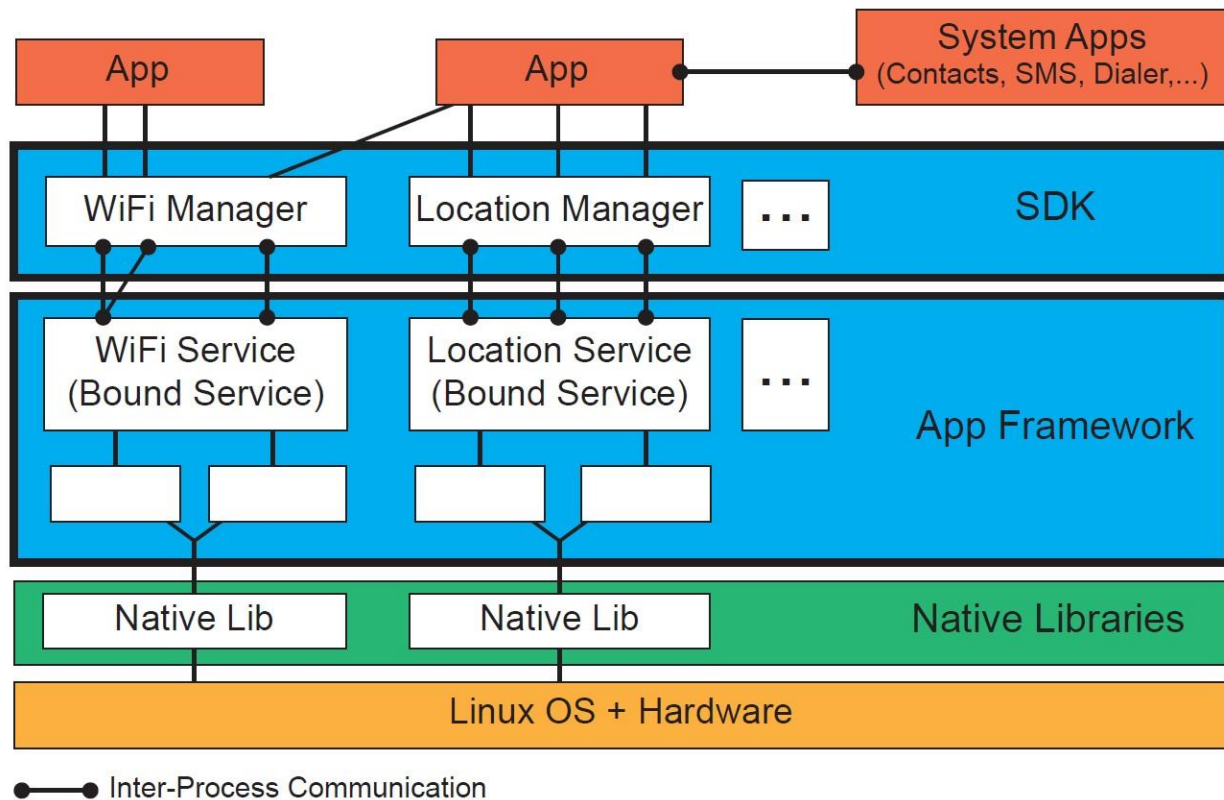 App
App
System Apps
(Contacts, SMS, Dialer,...)
WiFi Manager
Location Manager
...
SDK
WiFi Service
(Bound Service)
Location Service
(Bound Service)
...
App Framework
Native Lib
Native Lib
Native Libraries
Linux OS + Hardware
Inter-Process Communication